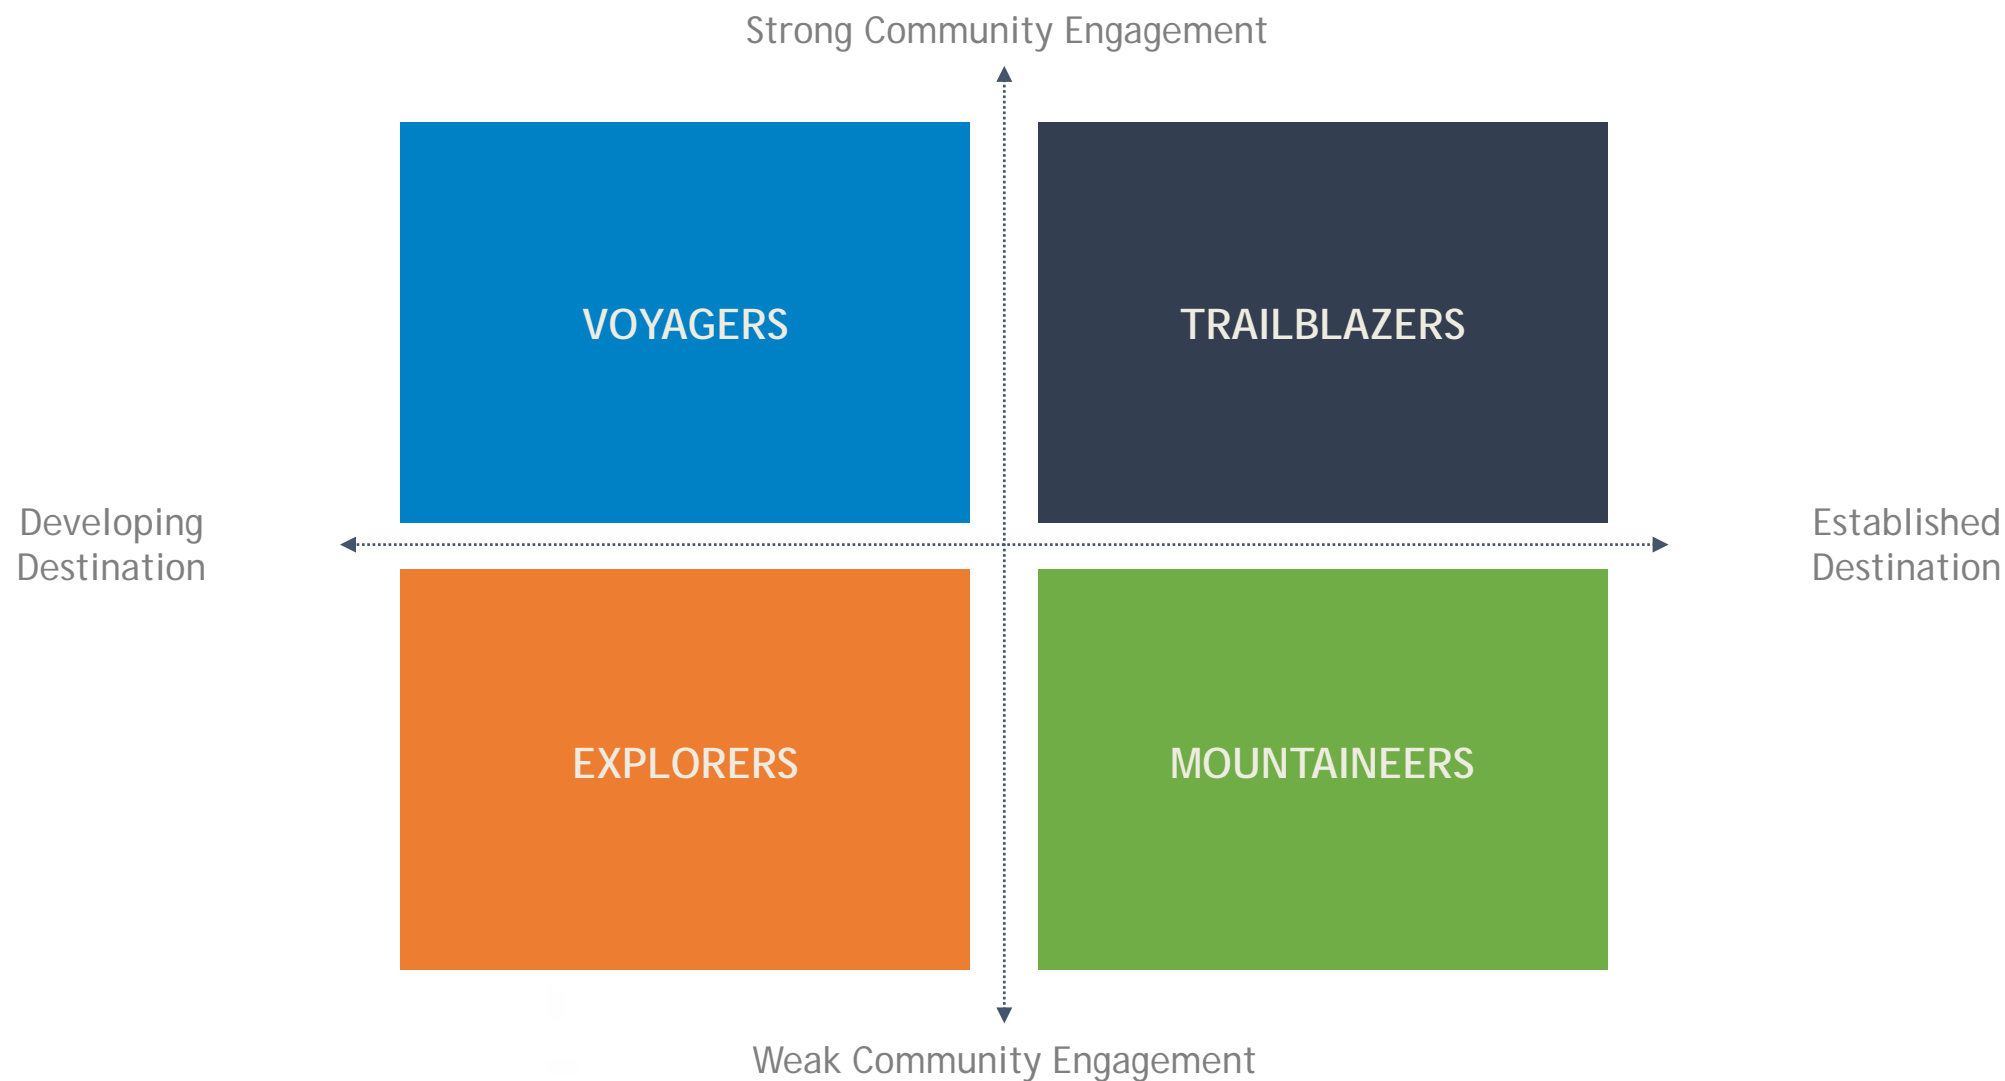 Strong Community Engagement
VOYAGERS
TRAILBLAZERS
Developing
Destination
Established
Destination
EXPLORERS
MOUNTAINEERS
Weak Community Engagement